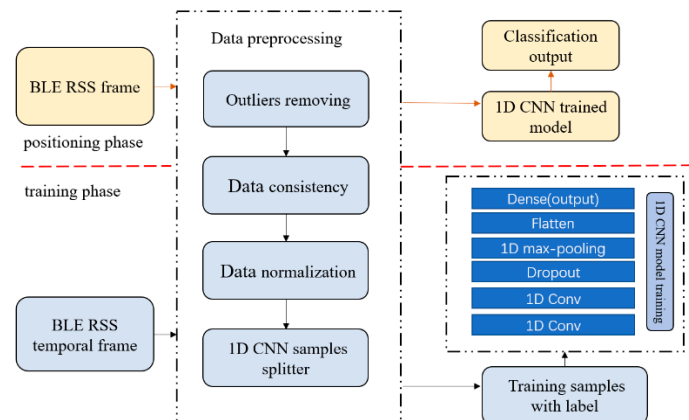 Data preprocessing
BLE RSS frame
positioning phase
Outliers removing
Classification
output
1D CNN trained
model
training phase
Data consistency
Data normalization
1D CNN samples
splitter
BLE RSS
temporal frame
Dense(output)
Flatten
1D max-pooling
Dropout
1D Conv
1D Conv
1D CNN model training
Training samples
with label